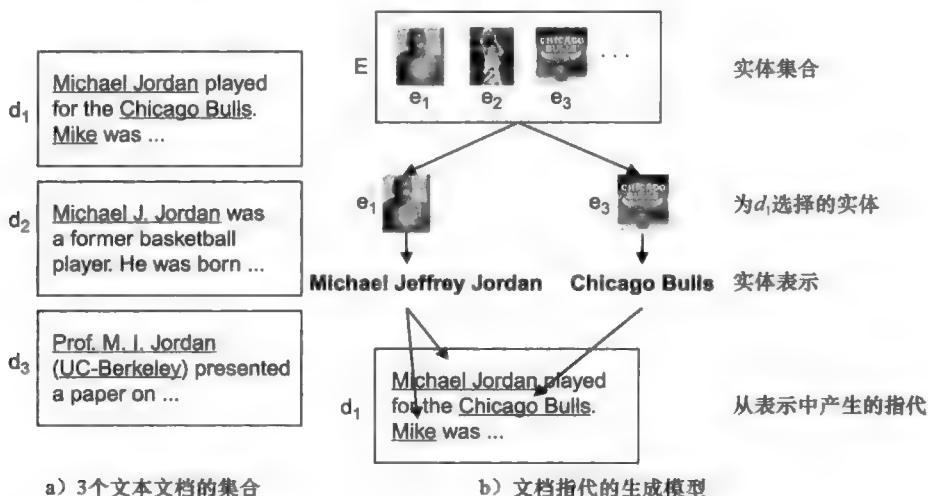 d1
Michael Jordan played
for the Chicago Bulls.
Mike was ...
d2
Michael J. Jordan was
a former basketball
player. He was born ...
d3
Prof. M. I. Jordan
(UC-Berkeley) presented
a paper on ...
a）3个文本文档的集合
E
CHICAGO
BULLS
...
e1 e2 e3
实体集合
e1
e3
CHICAGO
为d1选择的实体
Michael Jeffrey Jordan Chicago Bulls 实体表示
d1
Michael Jordan played
for the Chicago Bulls.
Mike was ...
从表示中产生的指代
b）文档指代的生成模型